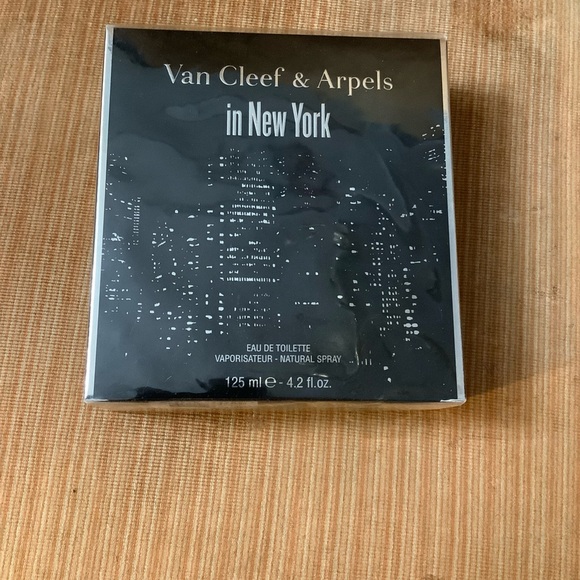 Van Cleef & Arpels
in New York
EAU DE TOILETTE
VAPORISATEUR - NATURAL SPRAY
125 ml ℮ - 4.2 fl.oz.